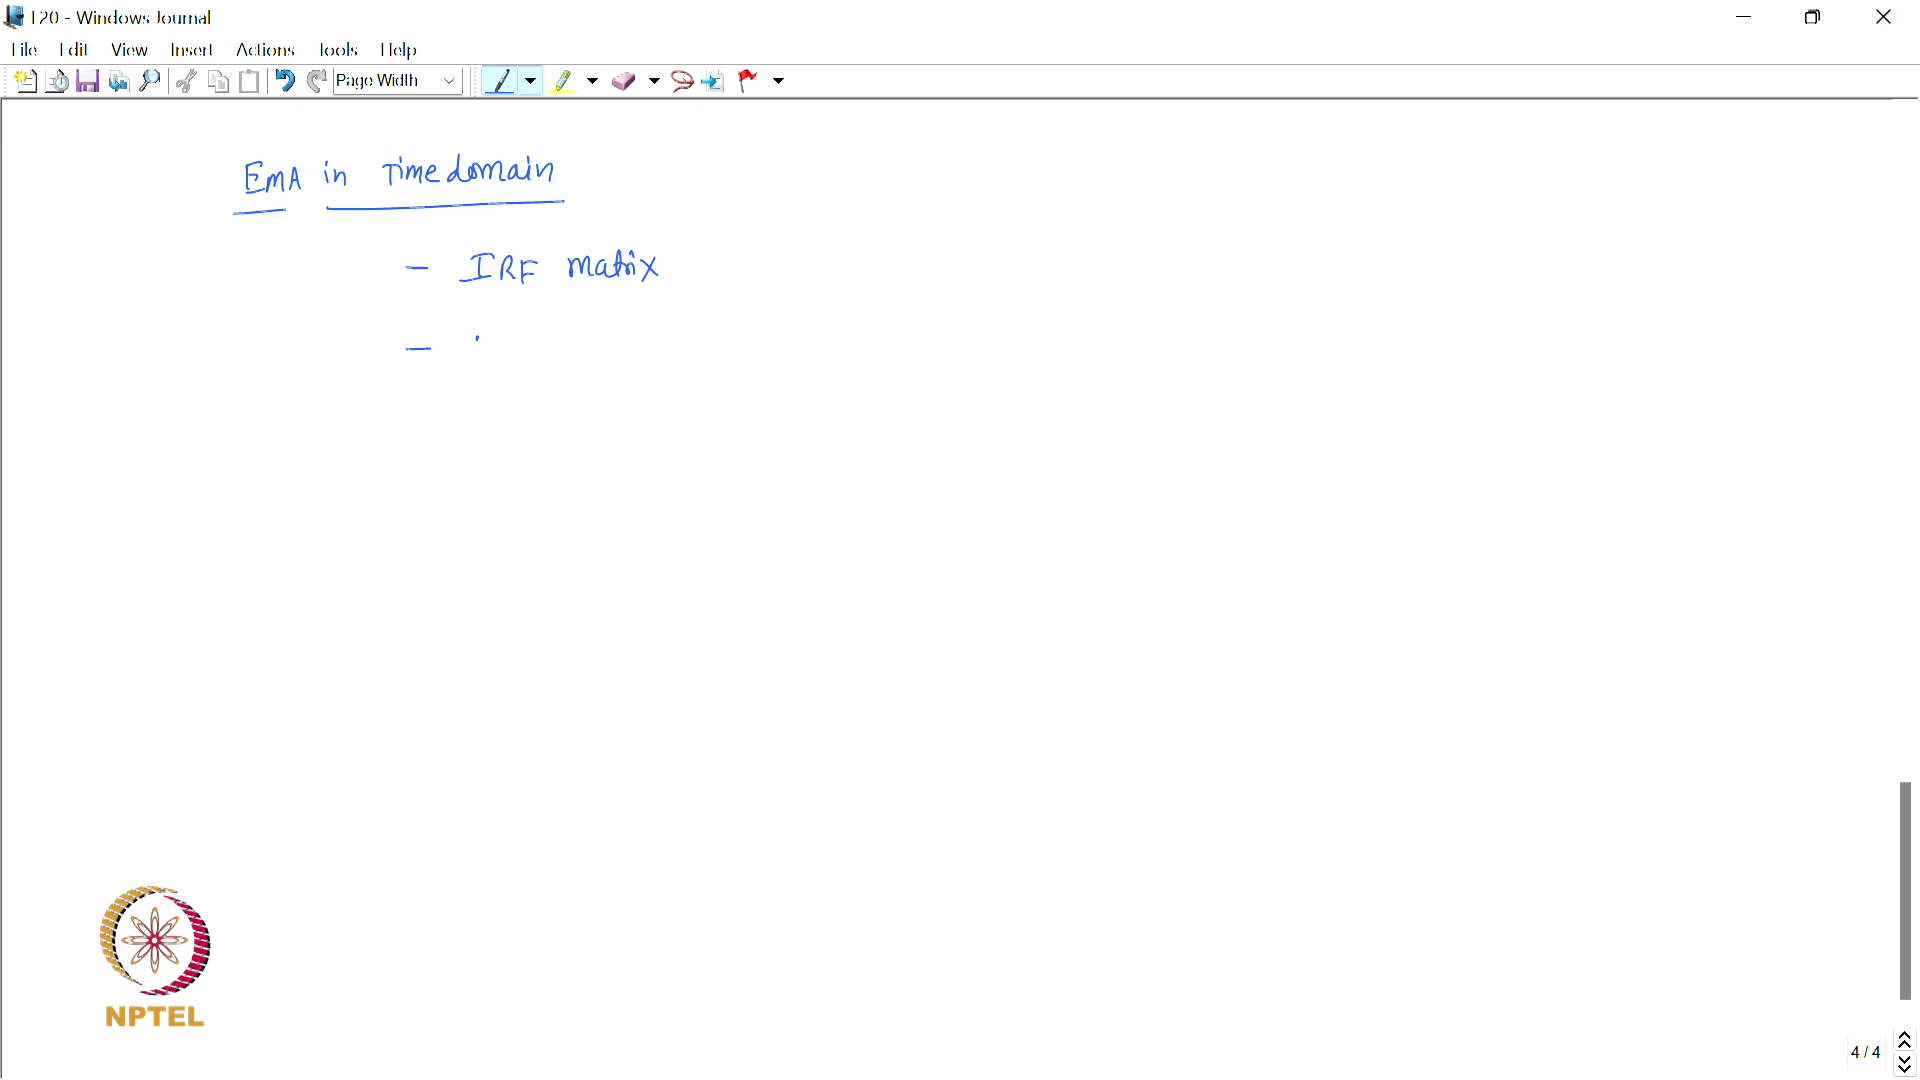 L20 - Windows Journal
File Edit View Insert Actions Tools Help
Page Width
EMA in Time domain
- IRF matrix
-
NPTEL
4 / 4